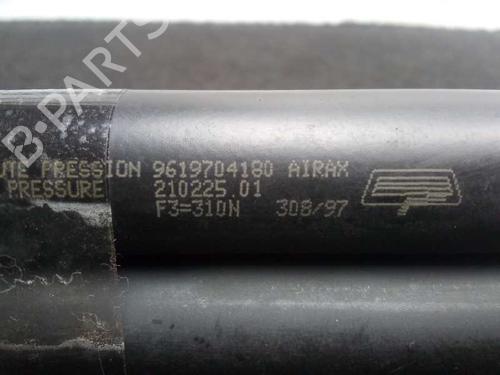 B-PARTS
UTE PRESSION 9619704180 AIRAX
PRESSURE 210225.01
F3=310N 308/97